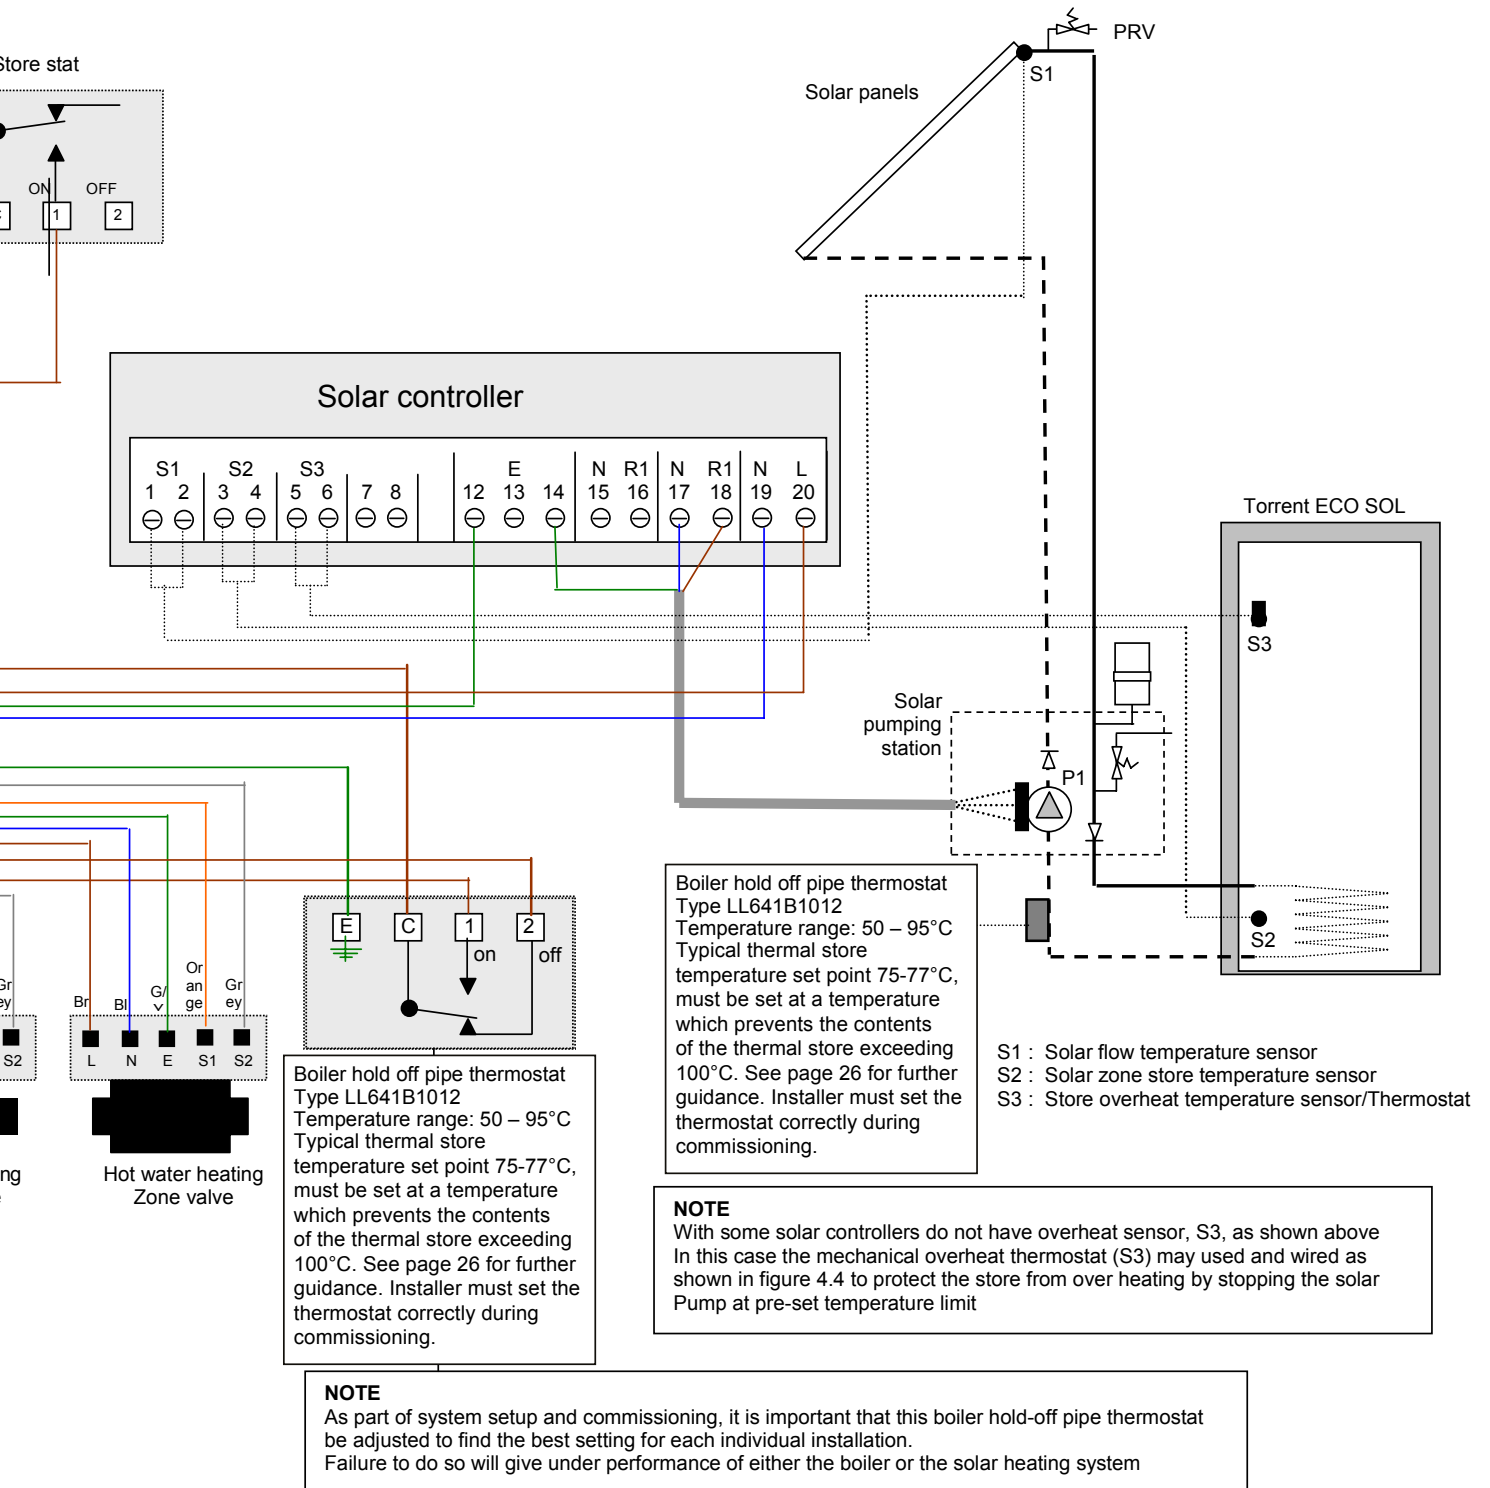 PRV
Store stat
S1
Solar panels
ON OFF
1 2
Solar controller
S1 S2 S3 E N R1 N R1 N L
1 2 3 4 5 6 7 8 12 13 14 15 16 17 18 19 20
Torrent ECO SOL
S3
Solar
pumping
station
P1
S2
E C 1 2
on off
Boiler hold off pipe thermostat
Type LL641B1012
Temperature range: 50 – 95°C
Typical thermal store
temperature set point 75-77°C,
must be set at a temperature
which prevents the contents
of the thermal store exceeding
100°C. See page 26 for further
guidance. Installer must set the
thermostat correctly during
commissioning.
Gr
ey
S2
Br
Bl
G/
Y
Or
an
ge
Gr
ey
L N E S1 S2
ng
Hot water heating
Zone valve
Boiler hold off pipe thermostat
Type LL641B1012
Temperature range: 50 – 95°C
Typical thermal store
temperature set point 75-77°C,
must be set at a temperature
which prevents the contents
of the thermal store exceeding
100°C. See page 26 for further
guidance. Installer must set the
thermostat correctly during
commissioning.
S1 : Solar flow temperature sensor
S2 : Solar zone store temperature sensor
S3 : Store overheat temperature sensor/Thermostat
NOTE
With some solar controllers do not have overheat sensor, S3, as shown above
In this case the mechanical overheat thermostat (S3) may used and wired as
shown in figure 4.4 to protect the store from over heating by stopping the solar
Pump at pre-set temperature limit
NOTE
As part of system setup and commissioning, it is important that this boiler hold-off pipe thermostat
be adjusted to find the best setting for each individual installation.
Failure to do so will give under performance of either the boiler or the solar heating system